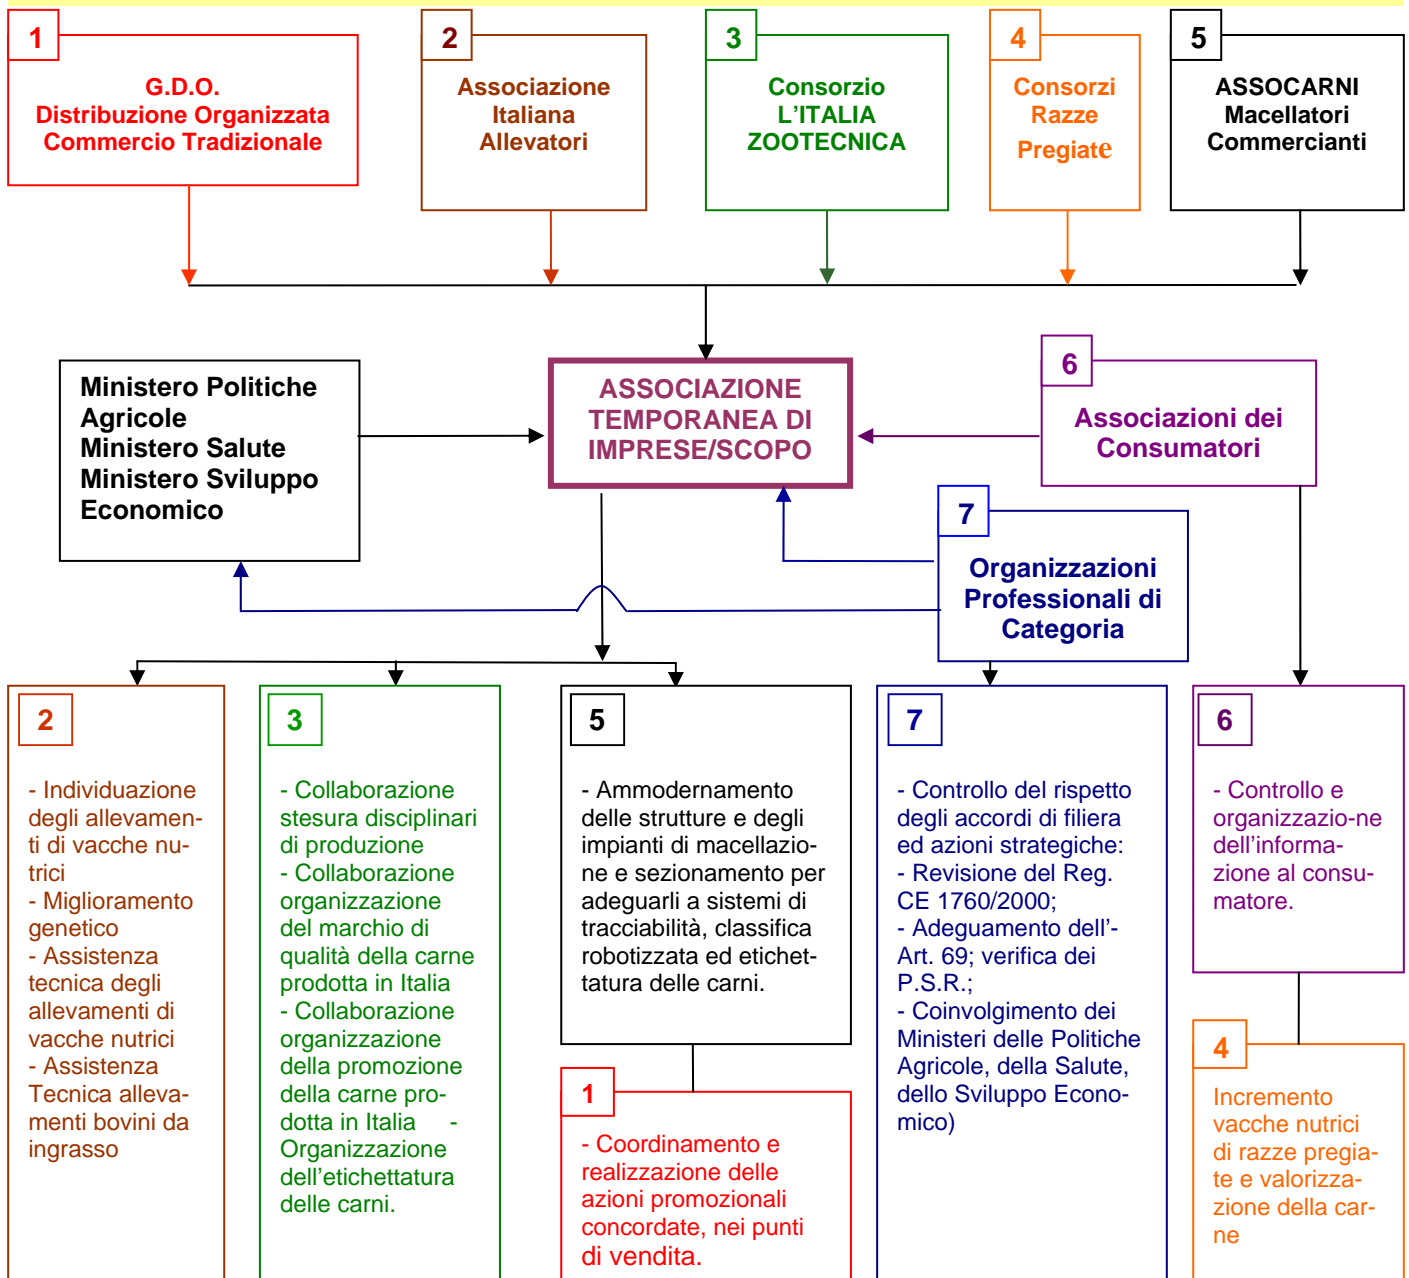 1
G.D.O.
Distribuzione Organizzata
Commercio Tradizionale
2
Associazione
Italiana
Allevatori
3
Consorzio
L'ITALIA
ZOOTECNICA
4
Consorzi
Razze
Pregiate
5
ASSOCARNI
Macellatori
Commercianti
Ministero Politiche
Agricole
Ministero Salute
Ministero Sviluppo
Economico
ASSOCIAZIONE
TEMPORANEA DI
IMPRESE/SCOPO
6
Associazioni dei
Consumatori
7
Organizzazioni
Professionali di
Categoria
2
- Individuazione
degli allevamen-
ti di vacche nu-
trici
- Miglioramento
genetico
- Assistenza
tecnica degli
allevamenti di
vacche nutrici
- Assistenza
Tecnica alleva-
menti bovini da
ingrasso
3
- Collaborazione
stesura disciplinari
di produzione
- Collaborazione
organizzazione
del marchio di
qualità della carne
prodotta in Italia
- Collaborazione
organizzazione
della promozione
della carne pro-
dotta in Italia -
Organizzazione
dell'etichettatura
delle carni.
5
- Ammodernamento
delle strutture e degli
impianti di macellazio-
ne e sezionamento per
adeguarli a sistemi di
tracciabilità, classifica
robotizzata ed etichet-
tatura delle carni.
1
- Coordinamento e
realizzazione delle
azioni promozionali
concordate, nei punti
di vendita.
7
- Controllo del rispetto
degli accordi di filiera
ed azioni strategiche:
- Revisione del Reg.
CE 1760/2000;
- Adeguamento dell'-
Art. 69; verifica dei
P.S.R.;
- Coinvolgimento dei
Ministeri delle Politiche
Agricole, della Salute,
dello Sviluppo Econo-
mico)
6
- Controllo e
organizzazio-ne
dell'informa-
zione al consu-
matore.
4
Incremento
vacche nutrici
di razze pregia-
te e valorizza-
zione della car-
ne